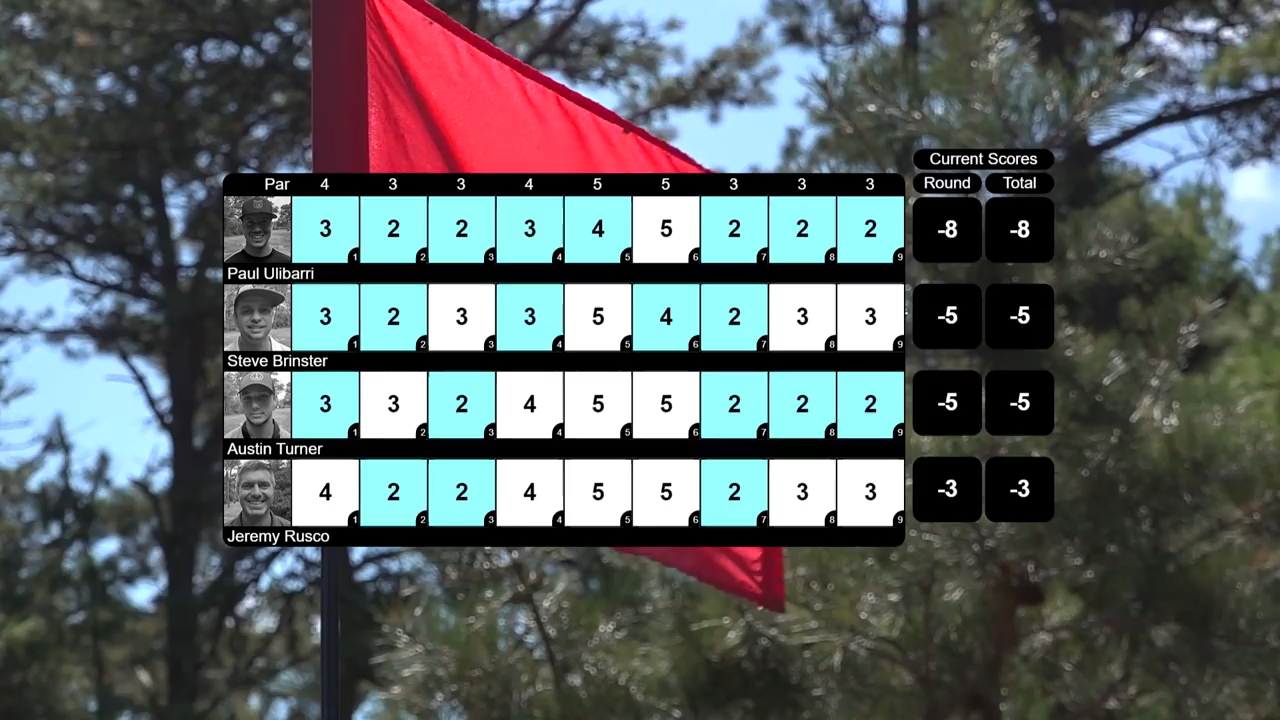 Current Scores
Par 4 3 3 4 5 5 3 3 3 Round Total
3 2 2 3 4 5 2 2 2 -8 -8
1 2 3 4 5 6 7 8 9
Paul Ulibarri
3 2 3 3 5 4 2 3 3 -5 -5
1 2 3 4 5 6 7 8 9
Steve Brinster
3 3 2 4 5 5 2 2 2 -5 -5
1 2 3 4 5 6 7 8 9
Austin Turner
4 2 2 4 5 5 2 3 3 -3 -3
1 2 3 4 5 6 7 8 9
Jeremy Rusco